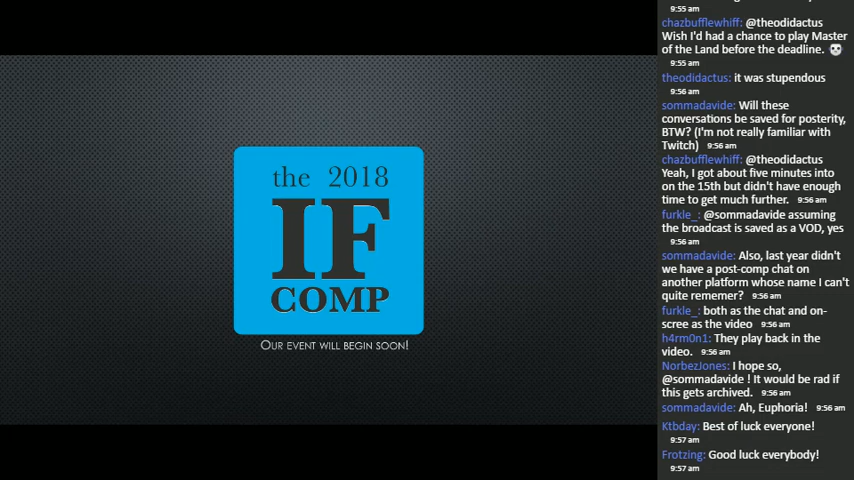 the 2018
IF
COMP
OUR EVENT WILL BEGIN SOON!
9:55 am
chazbufflewhiff: @theodidactus
Wish I'd had a chance to play Master
of the Land before the deadline. 💀
9:55 am
theodidactus: it was stupendous
9:56 am
sommadavide: Will these
conversations be saved for posterity,
BTW? (I'm not really familiar with
Twitch) 9:56 am
chazbufflewhiff: @theodidactus
Yeah, I got about five minutes into
on the 15th but didn't have enough
time to get much further. 9:56 am
furkle_: @sommadavide assuming
the broadcast is saved as a VOD, yes
9:56 am
sommadavide: Also, last year didn't
we have a post-comp chat on
another platform whose name I can't
quite rememer? 9:56 am
furkle_: both as the chat and on-
scree as the video 9:56 am
h4rm0n1: They play back in the
video. 9:56 am
NorbezJones: I hope so,
@sommadavide ! It would be rad if
this gets archived. 9:56 am
sommadavide: Ah, Euphoria! 9:56 am
Ktbday: Best of luck everyone!
9:57 am
Frotzing: Good luck everybody!
9:57 am